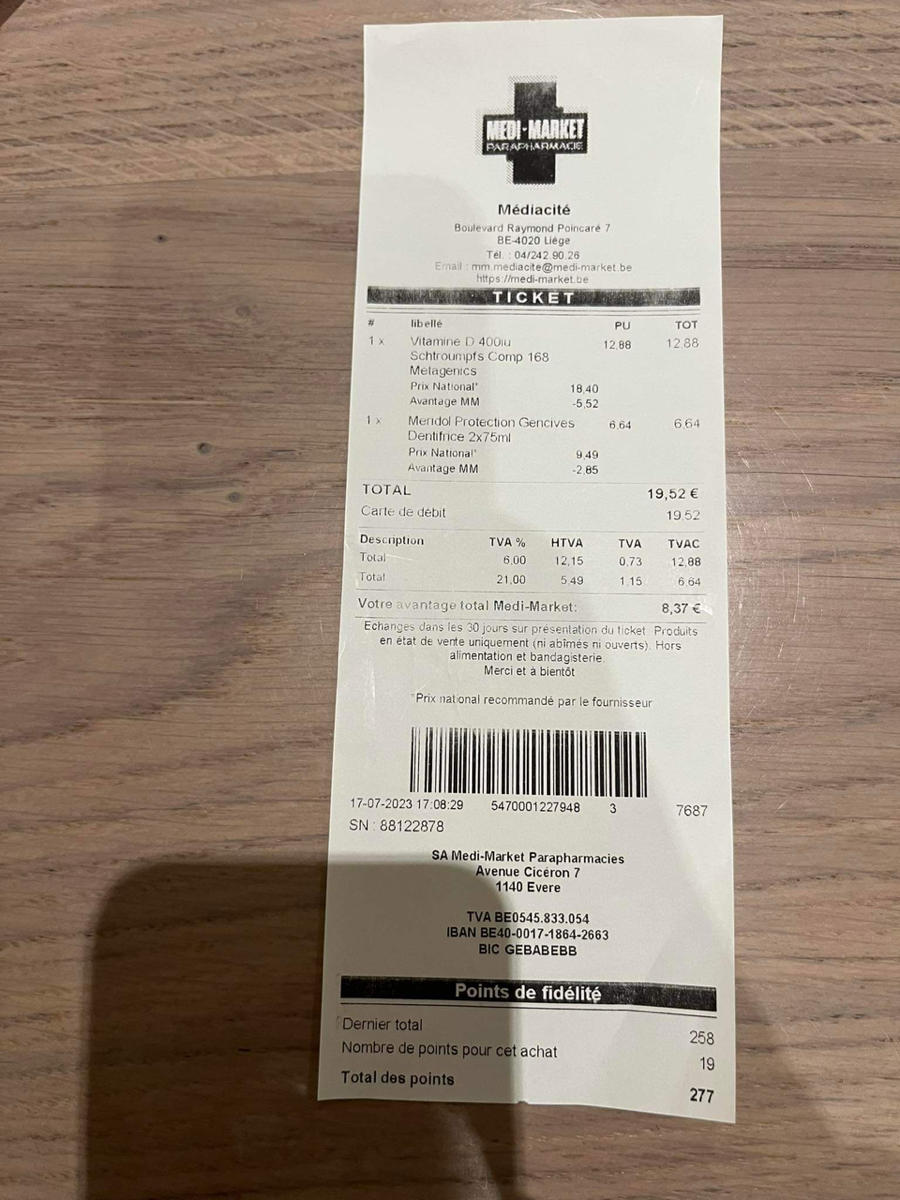 MEDI-MARKET
PARAPHARMACIE
Médiacité
Boulevard Raymond Poincaré 7
BE-4020 Liège
Tél. : 04/242.90.26
Email : mm.mediacite@medi-market.be
https://medi-market.be
TICKET
# libellé PU TOT
1 x Vitamine D 400iu 12,88 12,88
Schtroumpfs Comp 168
Metagenics
Prix National* 18,40
Avantage MM -5,52
1 x Meridol Protection Gencives 6,64 6,64
Dentifrice 2x75ml
Prix National* 9,49
Avantage MM -2,85
TOTAL 19,52 €
Carte de débit 19,52
Description TVA % HTVA TVA TVAC
Total 6,00 12,15 0,73 12,88
Total 21,00 5,49 1,15 6,64
Votre avantage total Medi-Market: 8,37 €
Echanges dans les 30 jours sur présentation du ticket. Produits
en état de vente uniquement (ni abîmés ni ouverts). Hors
alimentation et bandagisterie.
Merci et à bientôt
*Prix national recommandé par le fournisseur
17-07-2023 17:08:29 5470001227948 3 7687
SN : 88122878
SA Medi-Market Parapharmacies
Avenue Cicéron 7
1140 Evere
TVA BE0545.833.054
IBAN BE40-0017-1864-2663
BIC GEBABEBB
Points de fidélité
Dernier total 258
Nombre de points pour cet achat 19
Total des points 277